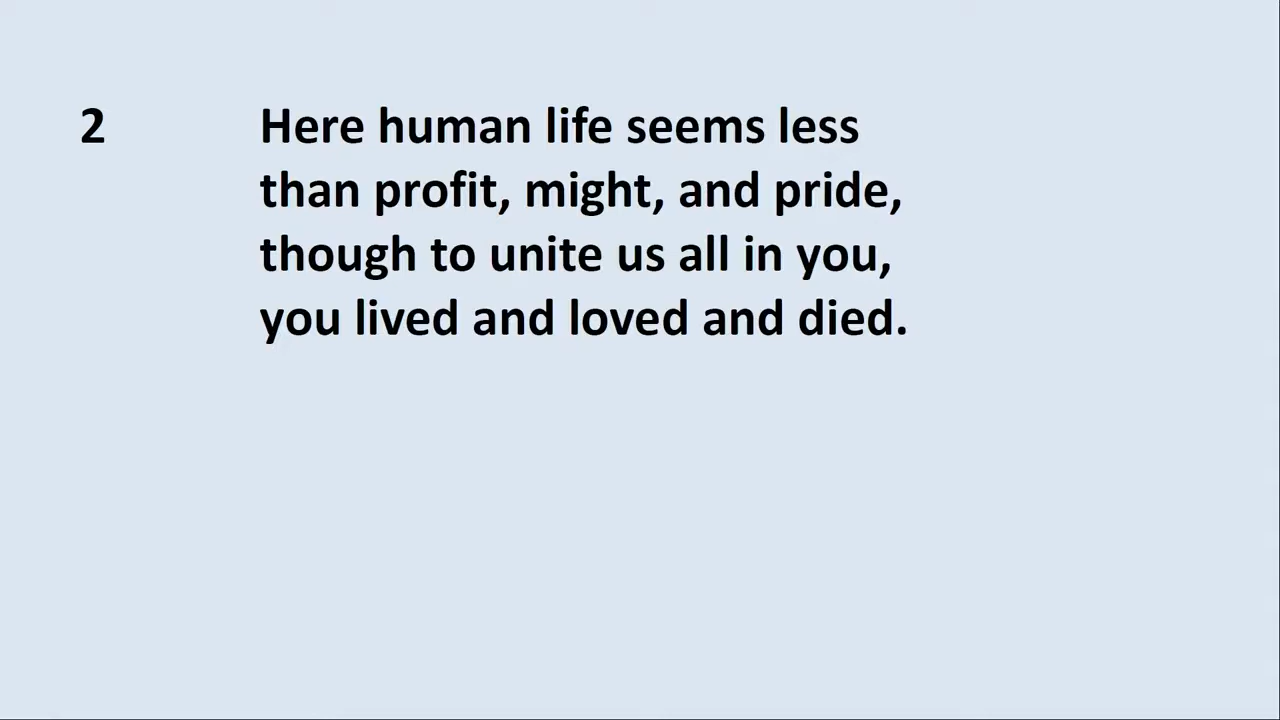 2 Here human life seems less
than profit, might, and pride,
though to unite us all in you,
you lived and loved and died.